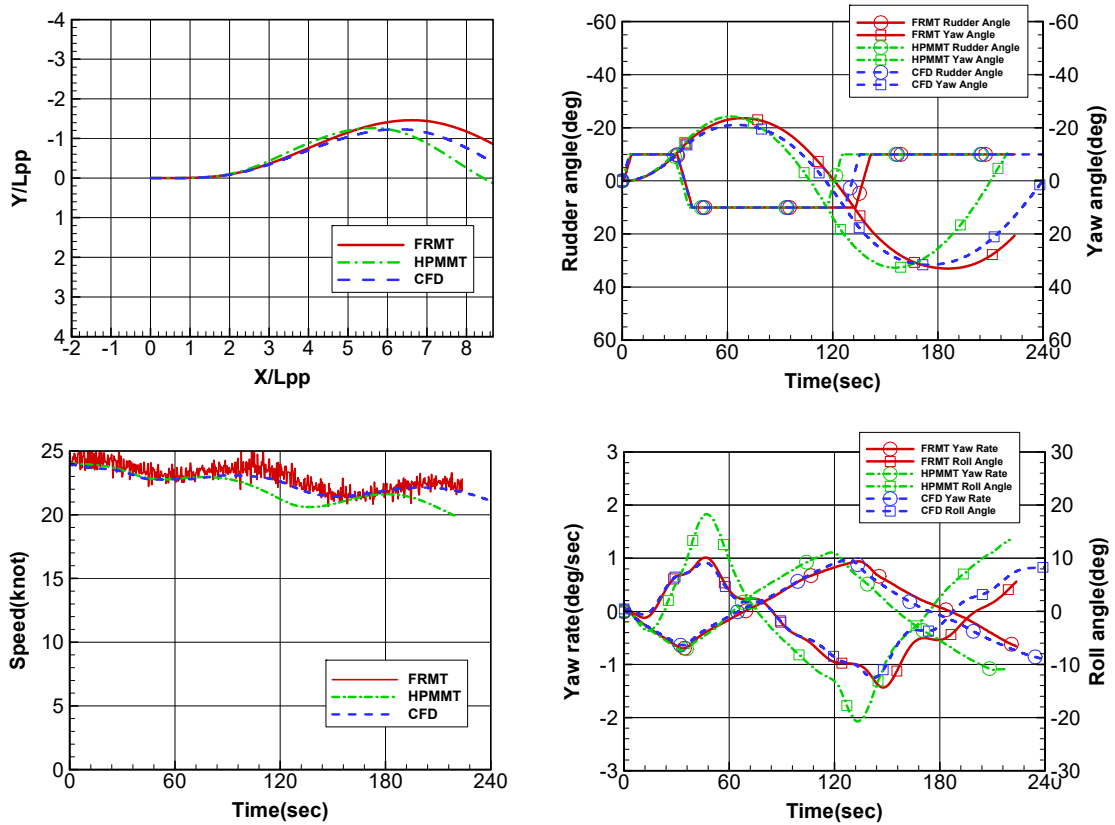 -4
-3
-2
-1
0
1
2
3
4
-2 -1 0 1 2 3 4 5 6 7 8
Y/Lpp
X/Lpp
FRMT
HPMMT
CFD
-60
-40
-20
0
20
40
60
-60
-40
-20
0
20
40
60
0 60 120 180 240
Rudder angle(deg)
Yaw angle(deg)
Time(sec)
FRMT Rudder Angle
FRMT Yaw Angle
HPMMT Rudder Angle
HPMMT Yaw Angle
CFD Rudder Angle
CFD Yaw Angle
25
20
15
10
5
0
0 60 120 180 240
Speed(knot)
Time(sec)
FRMT
HPMMT
CFD
3
2
1
0
-1
-2
-3
30
20
10
0
-10
-20
-30
0 60 120 180 240
Yaw rate(deg/sec)
Roll angle(deg)
Time(sec)
FRMT Yaw Rate
FRMT Roll Angle
HPMMT Yaw Rate
HPMMT Roll Angle
CFD Yaw Rate
CFD Roll Angle